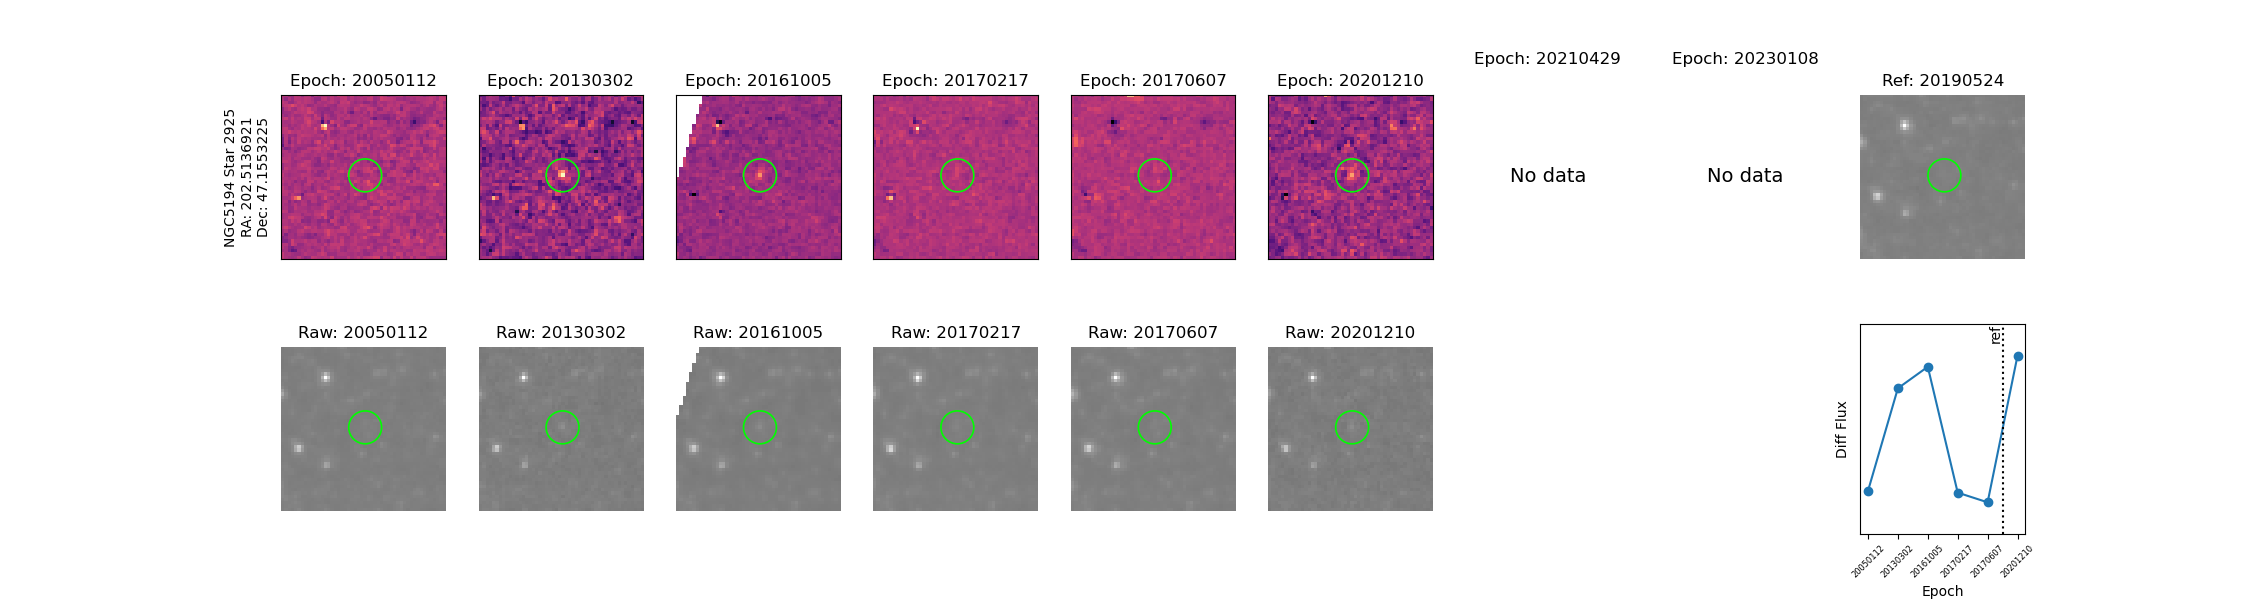 Epoch: 20050112
Epoch: 20130302
Epoch: 20161005
Epoch: 20170217
Epoch: 20170607
Epoch: 20201210
Epoch: 20210429
Epoch: 20230108
Ref: 20190524
NGC5194 Star 2925
RA: 202.5136921
Dec: 47.1553225
No data
No data
Raw: 20050112
Raw: 20130302
Raw: 20161005
Raw: 20170217
Raw: 20170607
Raw: 20201210
ref
Diff Flux
20050112
20130302
20161005
20170217
20170607
20201210
Epoch